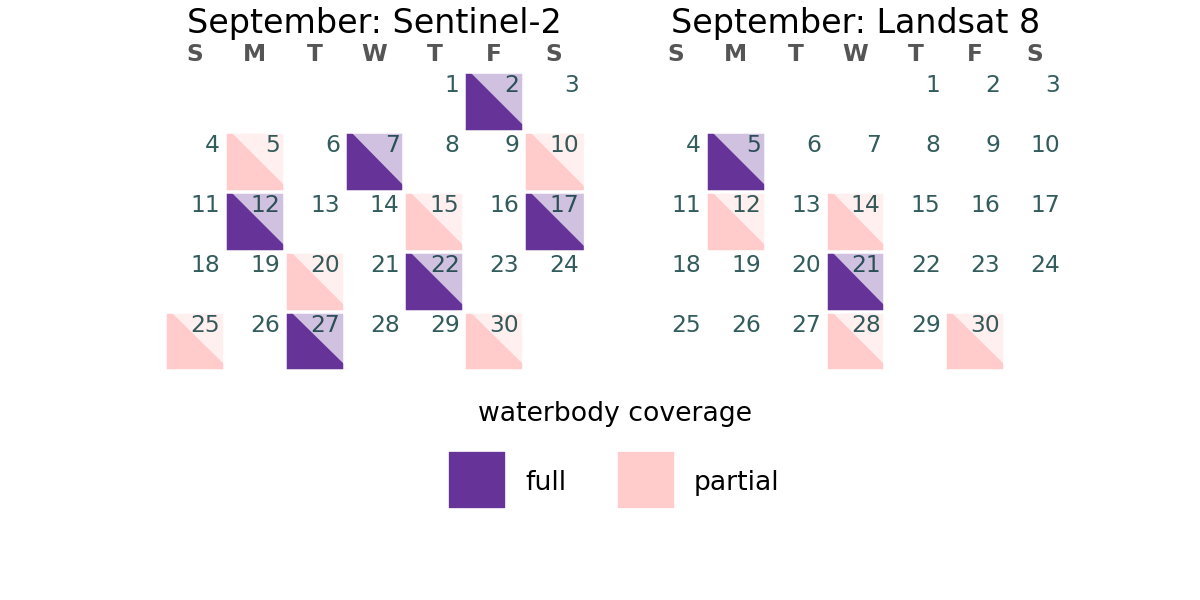 September: Sentinel-2
S M T W T F S
1 2 3
4 5 6 7 8 9 10
11 12 13 14 15 16 17
18 19 20 21 22 23 24
25 26 27 28 29 30
September: Landsat 8
S M T W T F S
1 2 3
4 5 6 7 8 9 10
11 12 13 14 15 16 17
18 19 20 21 22 23 24
25 26 27 28 29 30
waterbody coverage
full partial